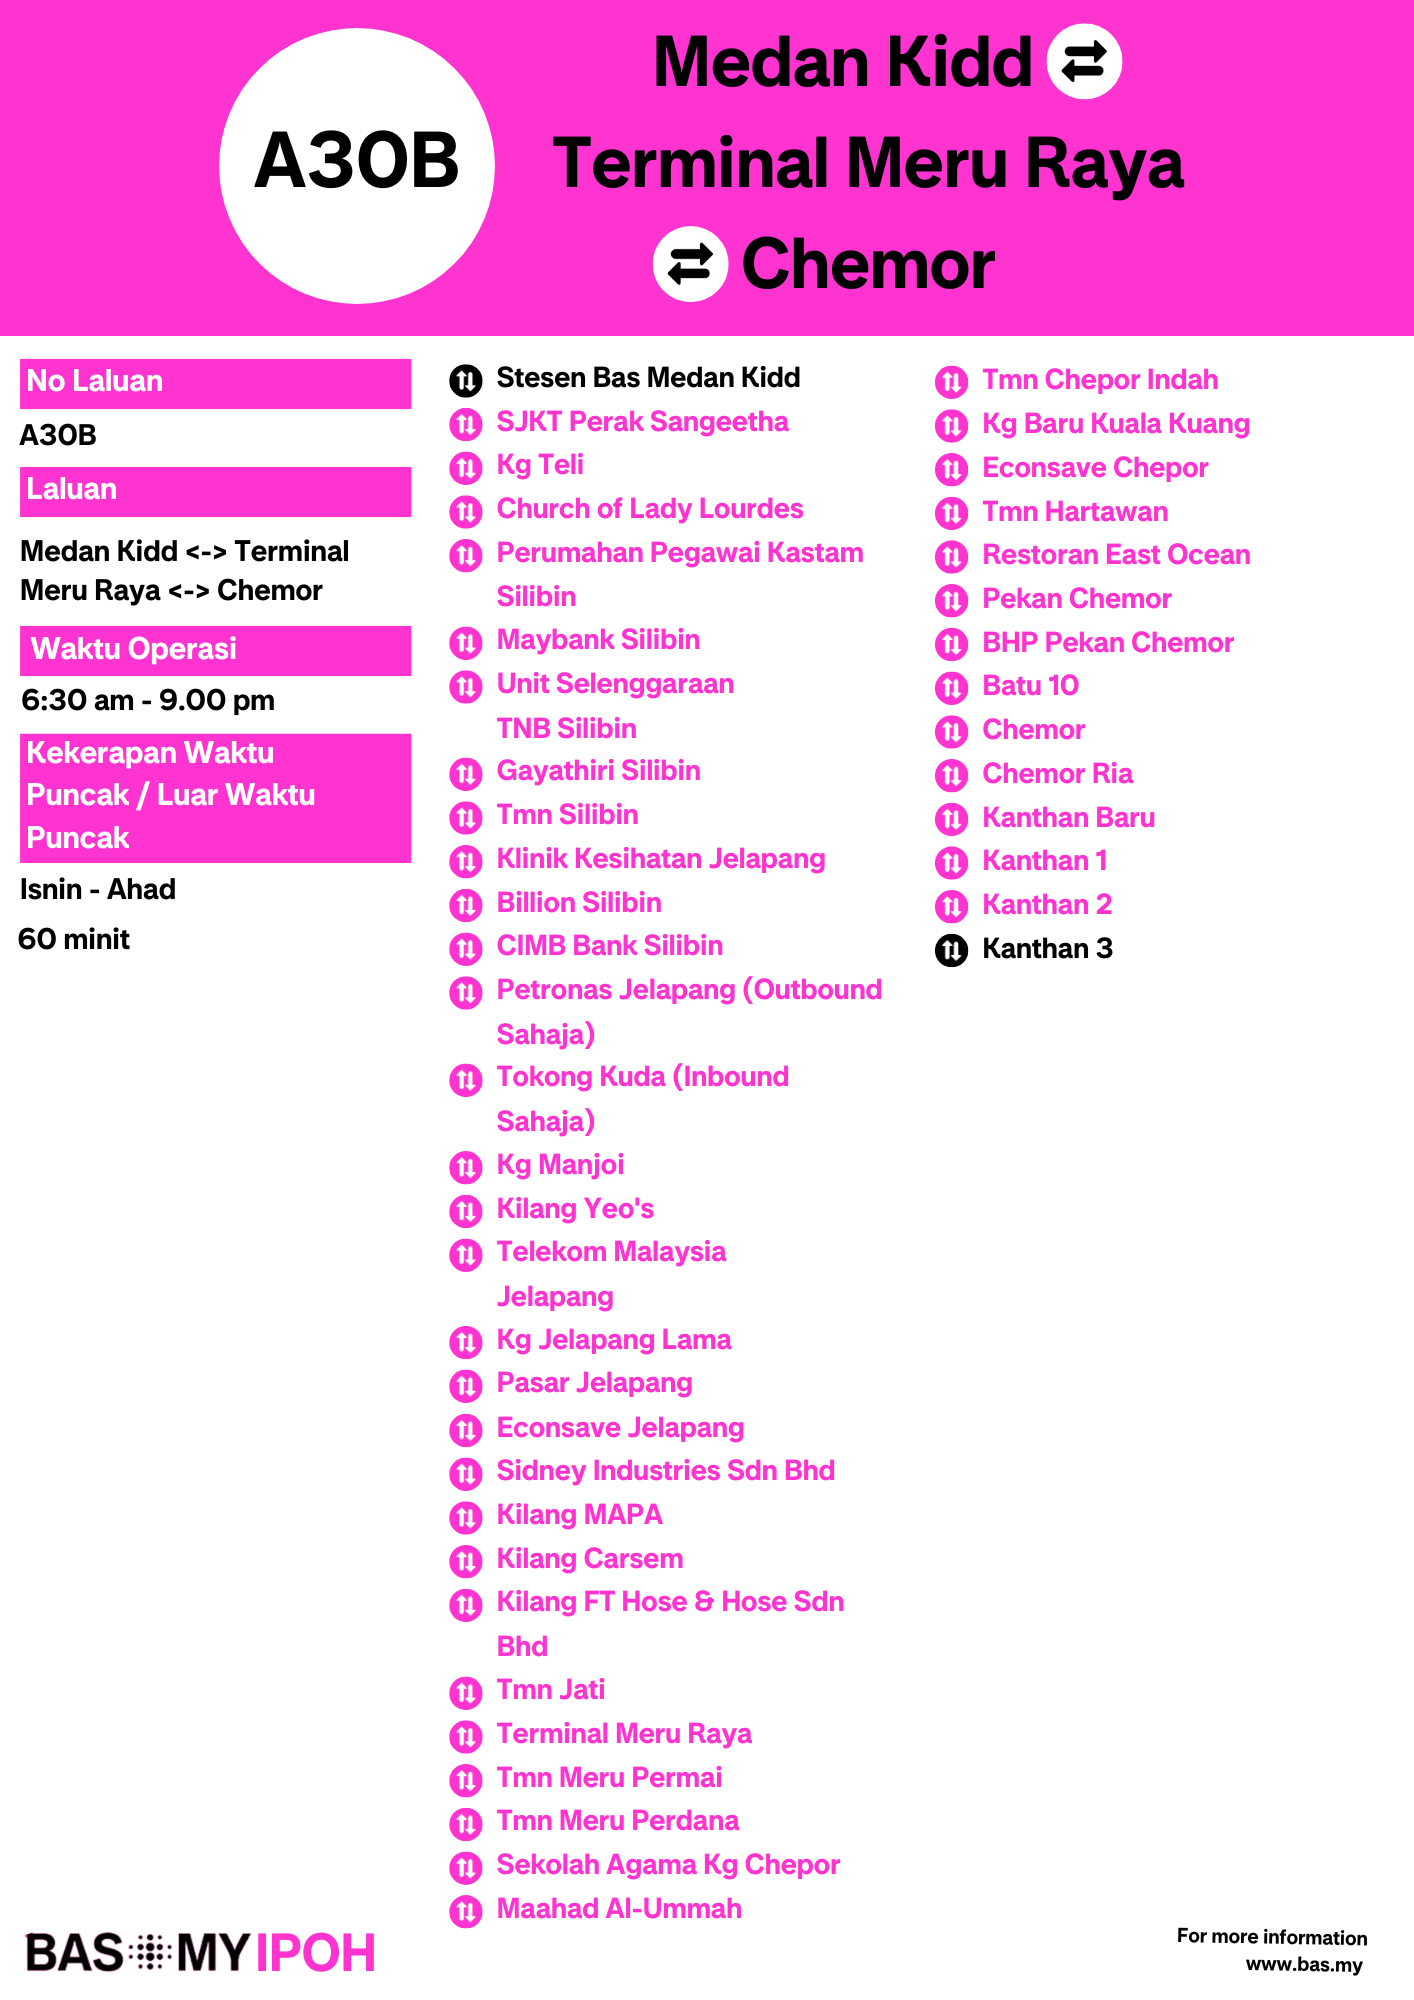 A30B
Medan Kidd
Terminal Meru Raya
Chemor
No Laluan
A30B
Laluan
Medan Kidd <-> Terminal
Meru Raya <-> Chemor
Waktu Operasi
6:30 am - 9.00 pm
Kekerapan Waktu
Puncak / Luar Waktu
Puncak
Isnin - Ahad
60 minit
Stesen Bas Medan Kidd
SJKT Perak Sangeetha
Kg Teli
Church of Lady Lourdes
Perumahan Pegawai Kastam
Silibin
Maybank Silibin
Unit Selenggaraan
TNB Silibin
Gayathiri Silibin
Tmn Silibin
Klinik Kesihatan Jelapang
Billion Silibin
CIMB Bank Silibin
Petronas Jelapang (Outbound
Sahaja)
Tokong Kuda (Inbound
Sahaja)
Kg Manjoi
Kilang Yeo's
Telekom Malaysia
Jelapang
Kg Jelapang Lama
Pasar Jelapang
Econsave Jelapang
Sidney Industries Sdn Bhd
Kilang MAPA
Kilang Carsem
Kilang FT Hose & Hose Sdn
Bhd
Tmn Jati
Terminal Meru Raya
Tmn Meru Permai
Tmn Meru Perdana
Sekolah Agama Kg Chepor
Maahad Al-Ummah
Tmn Chepor Indah
Kg Baru Kuala Kuang
Econsave Chepor
Tmn Hartawan
Restoran East Ocean
Pekan Chemor
BHP Pekan Chemor
Batu 10
Chemor
Chemor Ria
Kanthan Baru
Kanthan 1
Kanthan 2
Kanthan 3
BAS MY IPOH
For more information
www.bas.my